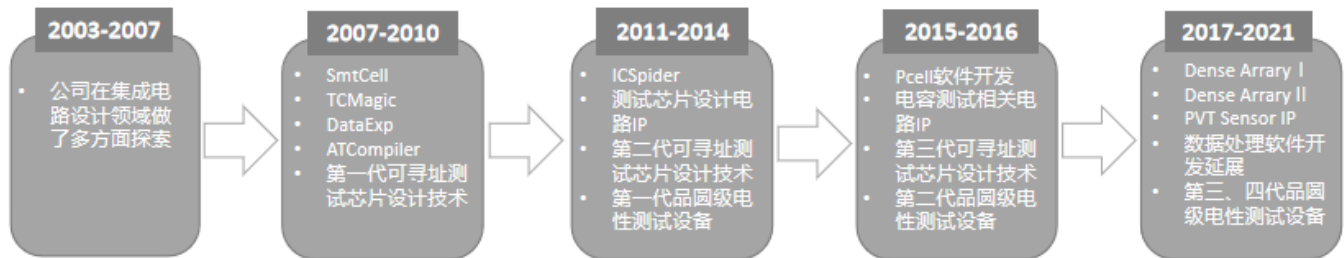 2003-2007
• 公司在集成电
路设计领域做
了多方面探索
2007-2010
• SmtCell
• TCMagic
• DataExp
• ATCompiler
• 第一代可寻址测
试芯片设计技术
2011-2014
• ICSpider
• 测试芯片设计电
路IP
• 第二代可寻址测
试芯片设计技术
• 第一代品圆级电
性测试设备
2015-2016
• Pcell软件开发
• 电容测试相关电
路IP
• 第三代可寻址测
试芯片设计技术
• 第二代品圆级电
性测试设备
2017-2021
• Dense Arrary Ⅰ
• Dense Arrary Ⅱ
• PVT Sensor IP
• 数据处理软件开
发延展
• 第三、四代品圆
级电性测试设备